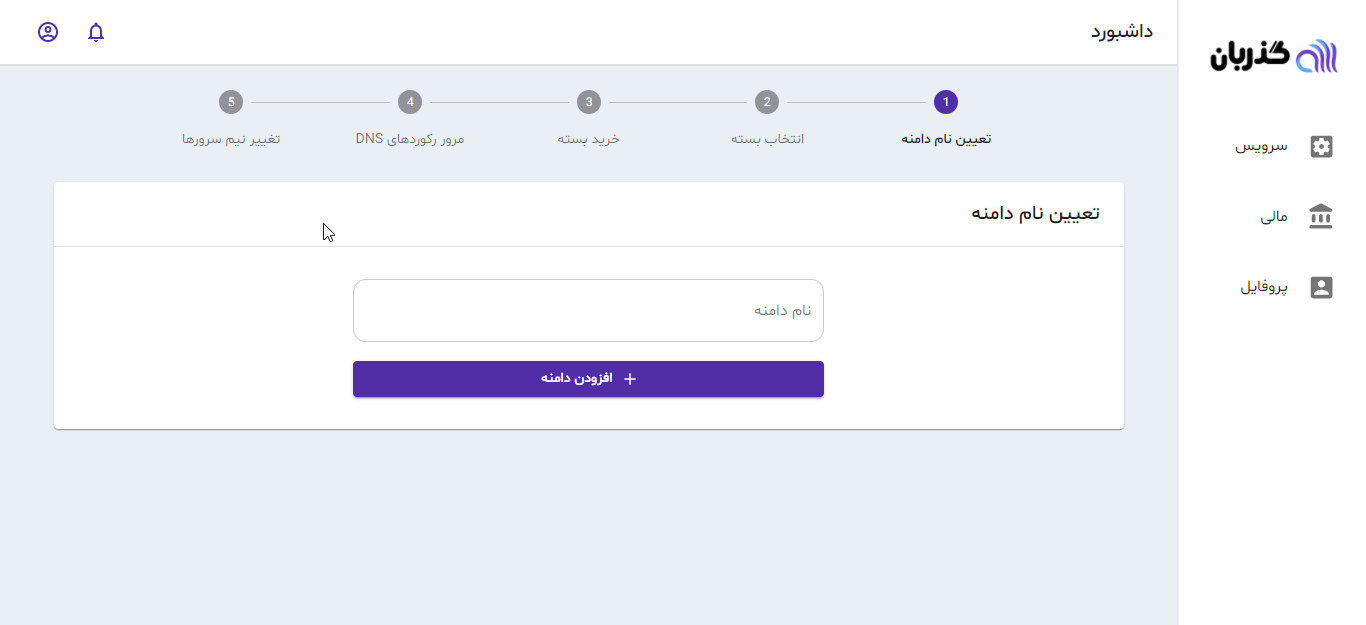 گذربان
سرویس
مالی
پروفایل
داشبورد
1
تعیین نام دامنه
2
انتخاب بسته
3
خرید بسته
4
مرور رکوردهای DNS
5
تغییر نیم سرورها
تعیین نام دامنه
نام دامنه
+ افزودن دامنه